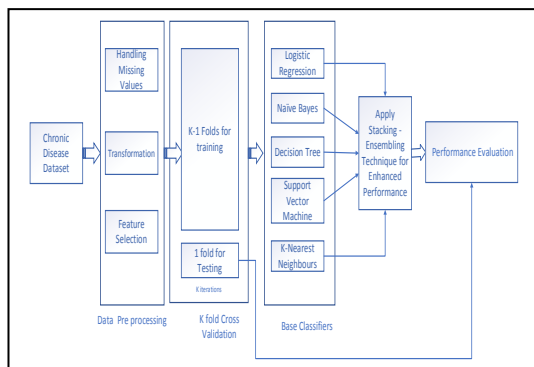 Chronic
Disease
Dataset
Handling
Missing
Values
Transformation
Feature
Selection
Data Pre processing
K-1 Folds for
training
1 fold for
Testing
K iterations
K fold Cross
Validation
Logistic
Regression
Naïve Bayes
Decision Tree
Support
Vector
Machine
K-Nearest
Neighbours
Base Classifiers
Apply
Stacking -
Ensembling
Technique for
Enhanced
Performance
Performance Evaluation